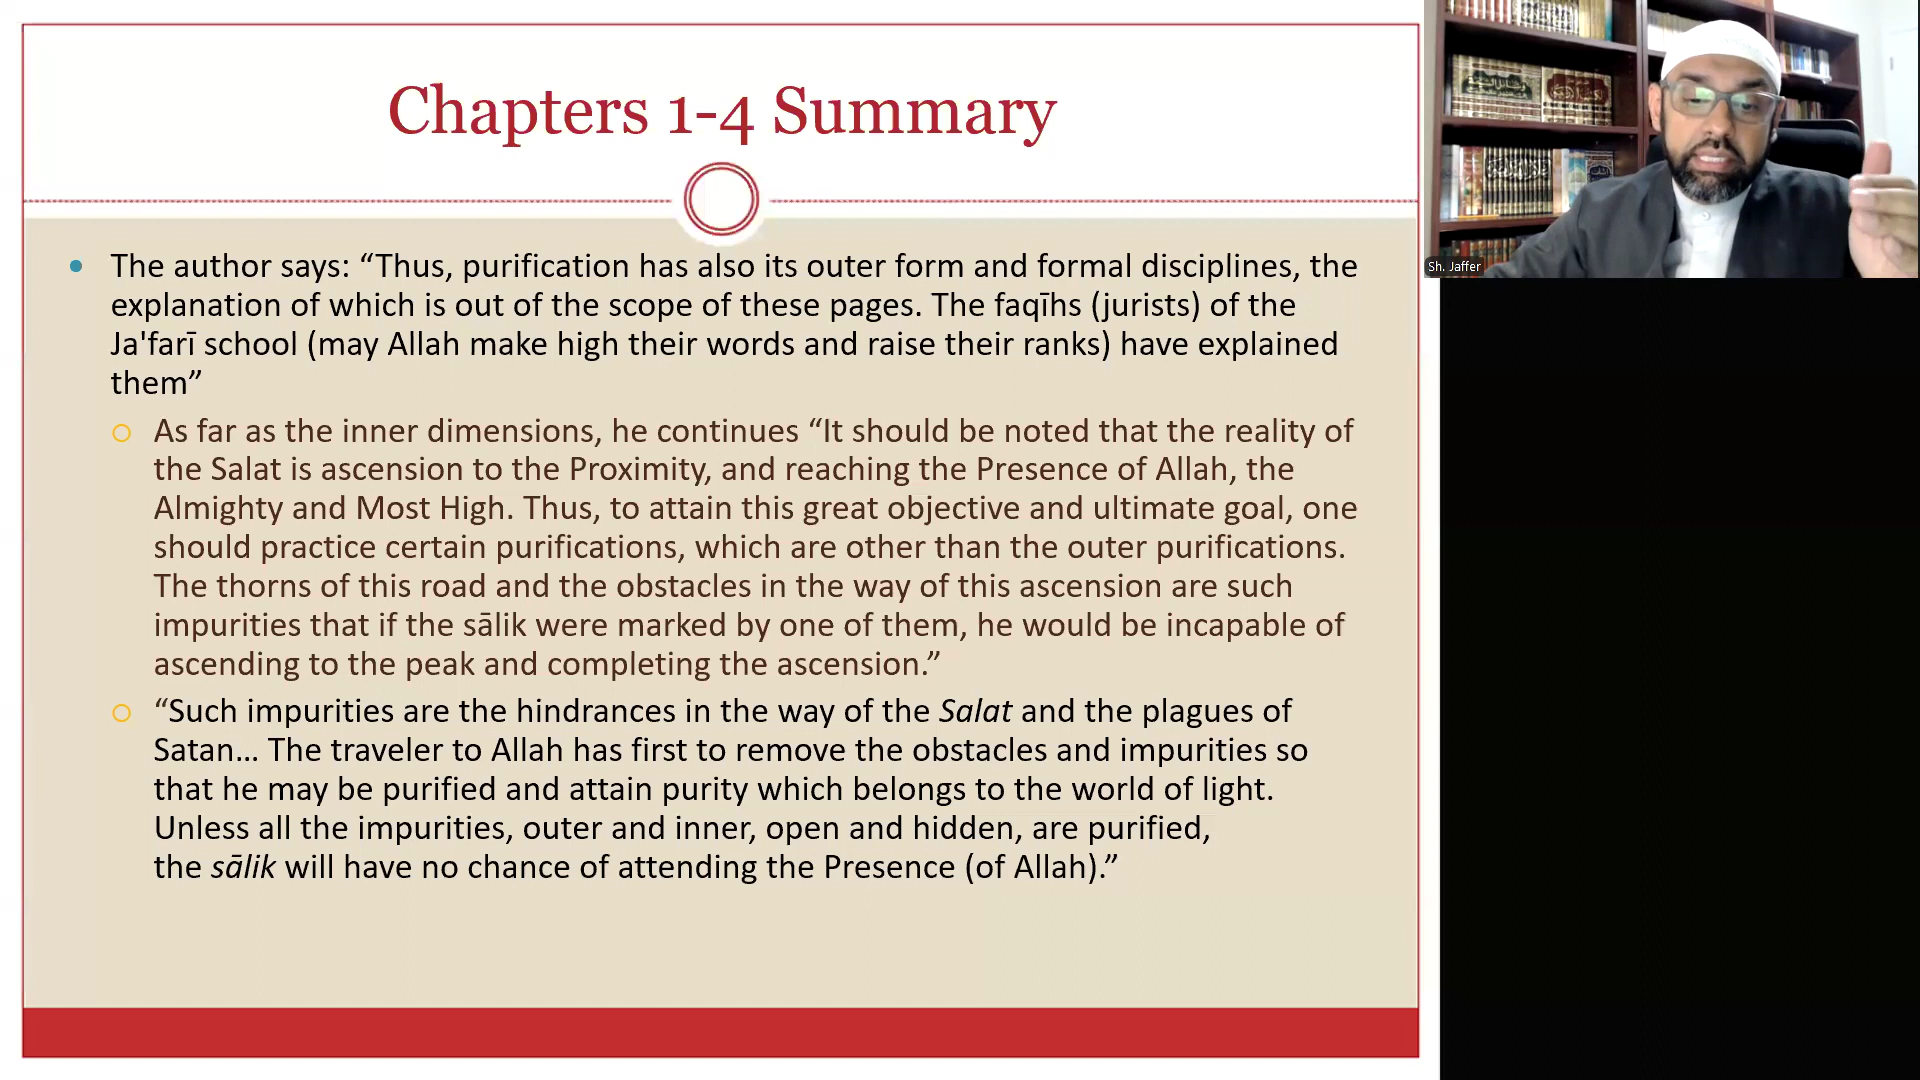 Chapters 1-4 Summary
• The author says: “Thus, purification has also its outer form and formal disciplines, the
explanation of which is out of the scope of these pages. The faqīhs (jurists) of the
Ja'farī school (may Allah make high their words and raise their ranks) have explained
them”
○ As far as the inner dimensions, he continues “It should be noted that the reality of
the Salat is ascension to the Proximity, and reaching the Presence of Allah, the
Almighty and Most High. Thus, to attain this great objective and ultimate goal, one
should practice certain purifications, which are other than the outer purifications.
The thorns of this road and the obstacles in the way of this ascension are such
impurities that if the sālik were marked by one of them, he would be incapable of
ascending to the peak and completing the ascension.”
○ “Such impurities are the hindrances in the way of the Salat and the plagues of
Satan… The traveler to Allah has first to remove the obstacles and impurities so
that he may be purified and attain purity which belongs to the world of light.
Unless all the impurities, outer and inner, open and hidden, are purified,
the sālik will have no chance of attending the Presence (of Allah).”
Sh. Jaffer